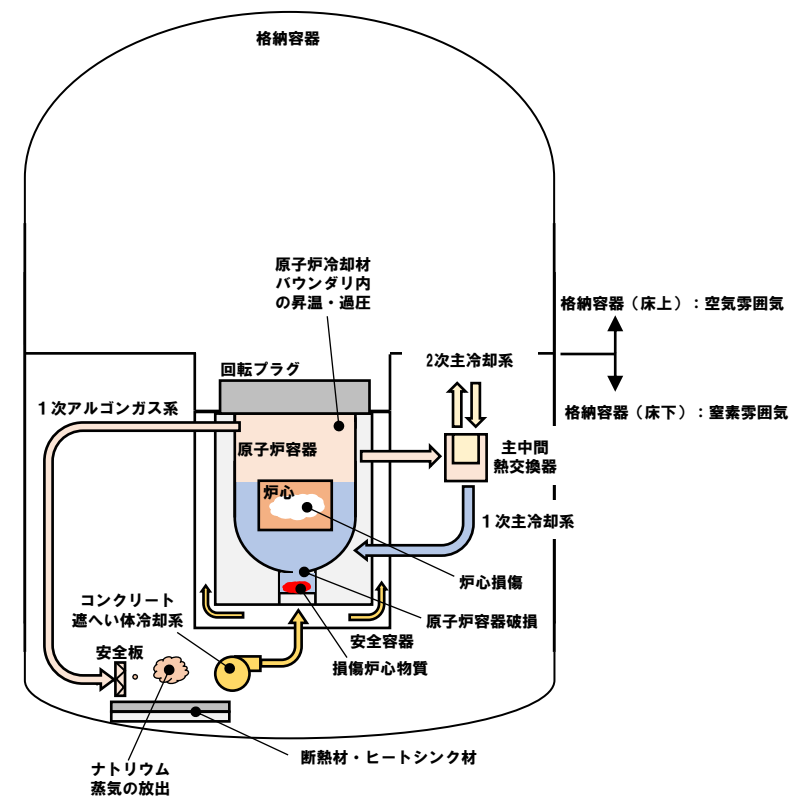 格納容器
原子炉冷却材
バウンダリ内
の昇温・過圧
格納容器（床上）：空気雰囲気
2次主冷却系
回転プラグ
1次アルゴンガス系
格納容器（床下）：窒素雰囲気
原子炉容器
主中間
熱交換器
炉心
1次主冷却系
炉心損傷
コンクリート
遮へい体冷却系
原子炉容器破損
安全容器
安全板
損傷炉心物質
断熱材・ヒートシンク材
ナトリウム
蒸気の放出